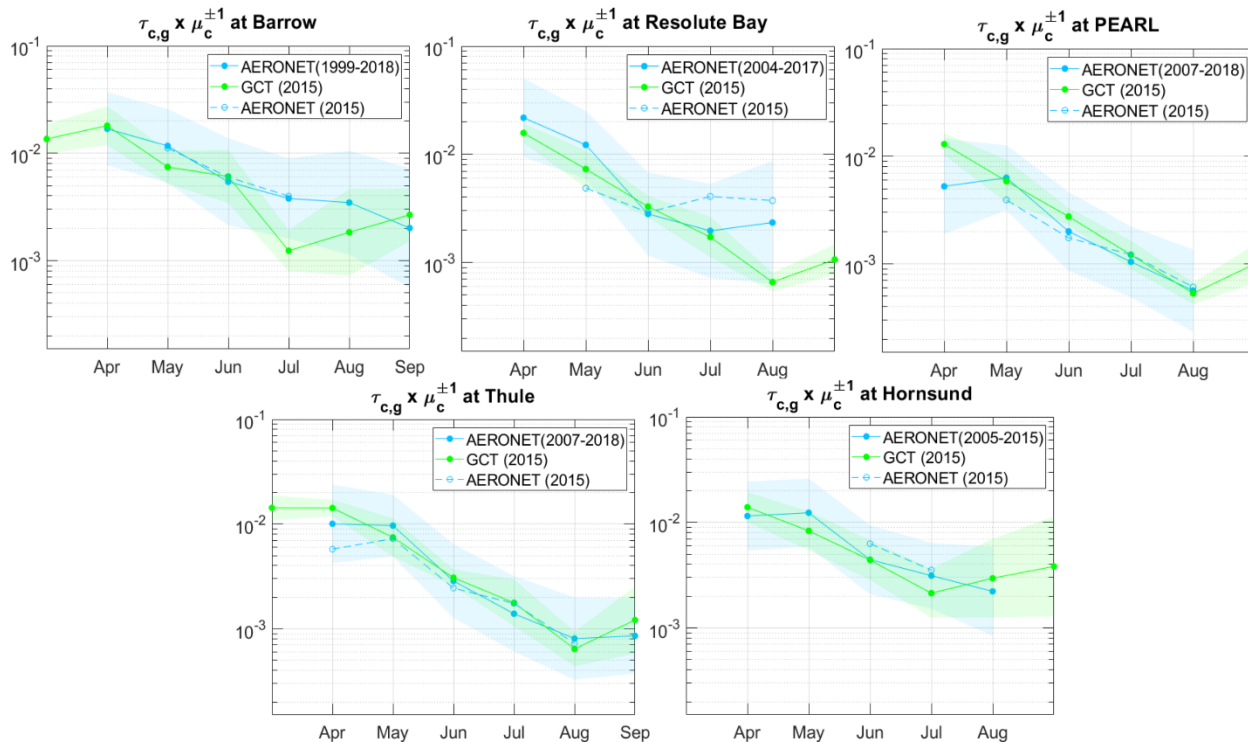 τc,g x μc±1 at Barrow
10-1
10-2
10-3
AERONET(1999-2018)
GCT (2015)
AERONET (2015)
Apr May Jun Jul Aug Sep
τc,g x μc±1 at Resolute Bay
10-1
10-2
10-3
AERONET(2004-2017)
GCT (2015)
AERONET (2015)
Apr May Jun Jul Aug
τc,g x μc±1 at PEARL
10-1
10-2
10-3
AERONET(2007-2018)
GCT (2015)
AERONET (2015)
Apr May Jun Jul Aug
τc,g x μc±1 at Thule
10-1
10-2
10-3
AERONET(2007-2018)
GCT (2015)
AERONET (2015)
Apr May Jun Jul Aug Sep
τc,g x μc±1 at Hornsund
10-1
10-2
10-3
AERONET(2005-2015)
GCT (2015)
AERONET (2015)
Apr May Jun Jul Aug